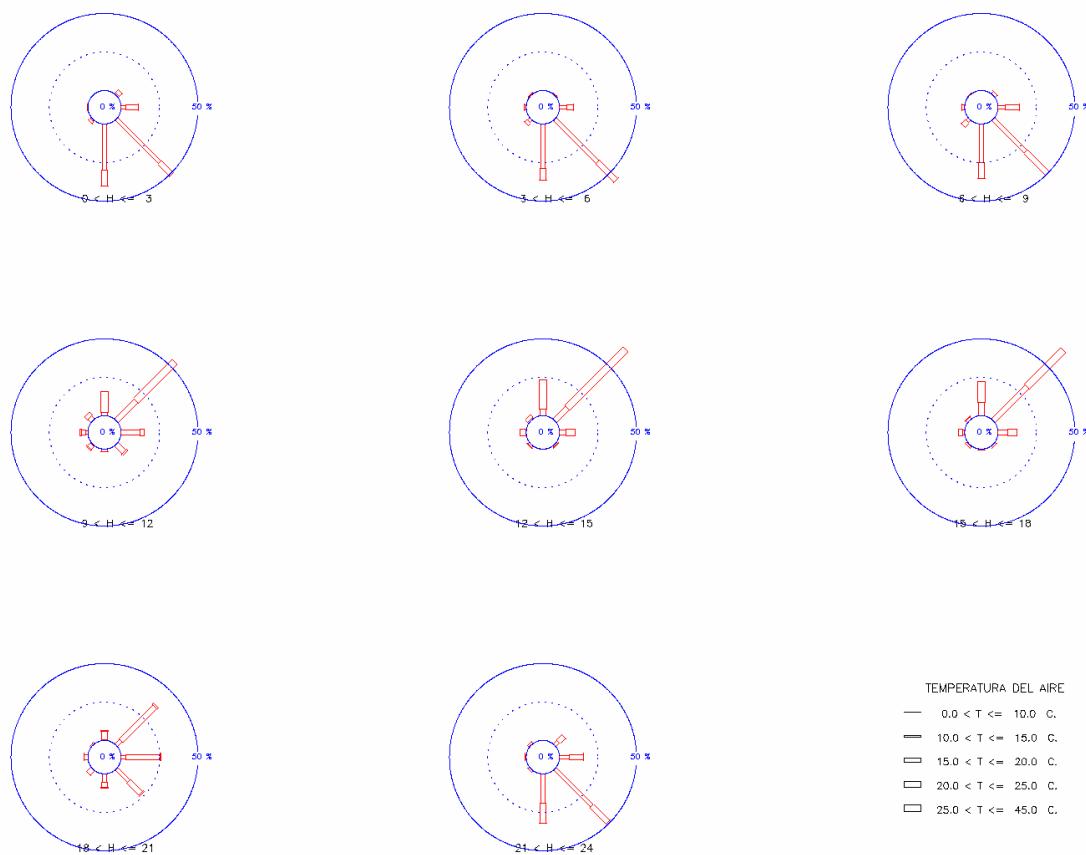 0 % 50 %
0 < H <= 3
0 % 50 %
3 < H <= 6
0 % 50 %
6 < H <= 9
0 % 50 %
9 < H <= 12
0 % 50 %
12 < H <= 15
0 % 50 %
15 < H <= 18
0 % 50 %
18 < H <= 21
0 % 50 %
21 < H <= 24
TEMPERATURA DEL AIRE
0.0 < T <= 10.0 C.
10.0 < T <= 15.0 C.
15.0 < T <= 20.0 C.
20.0 < T <= 25.0 C.
25.0 < T <= 45.0 C.